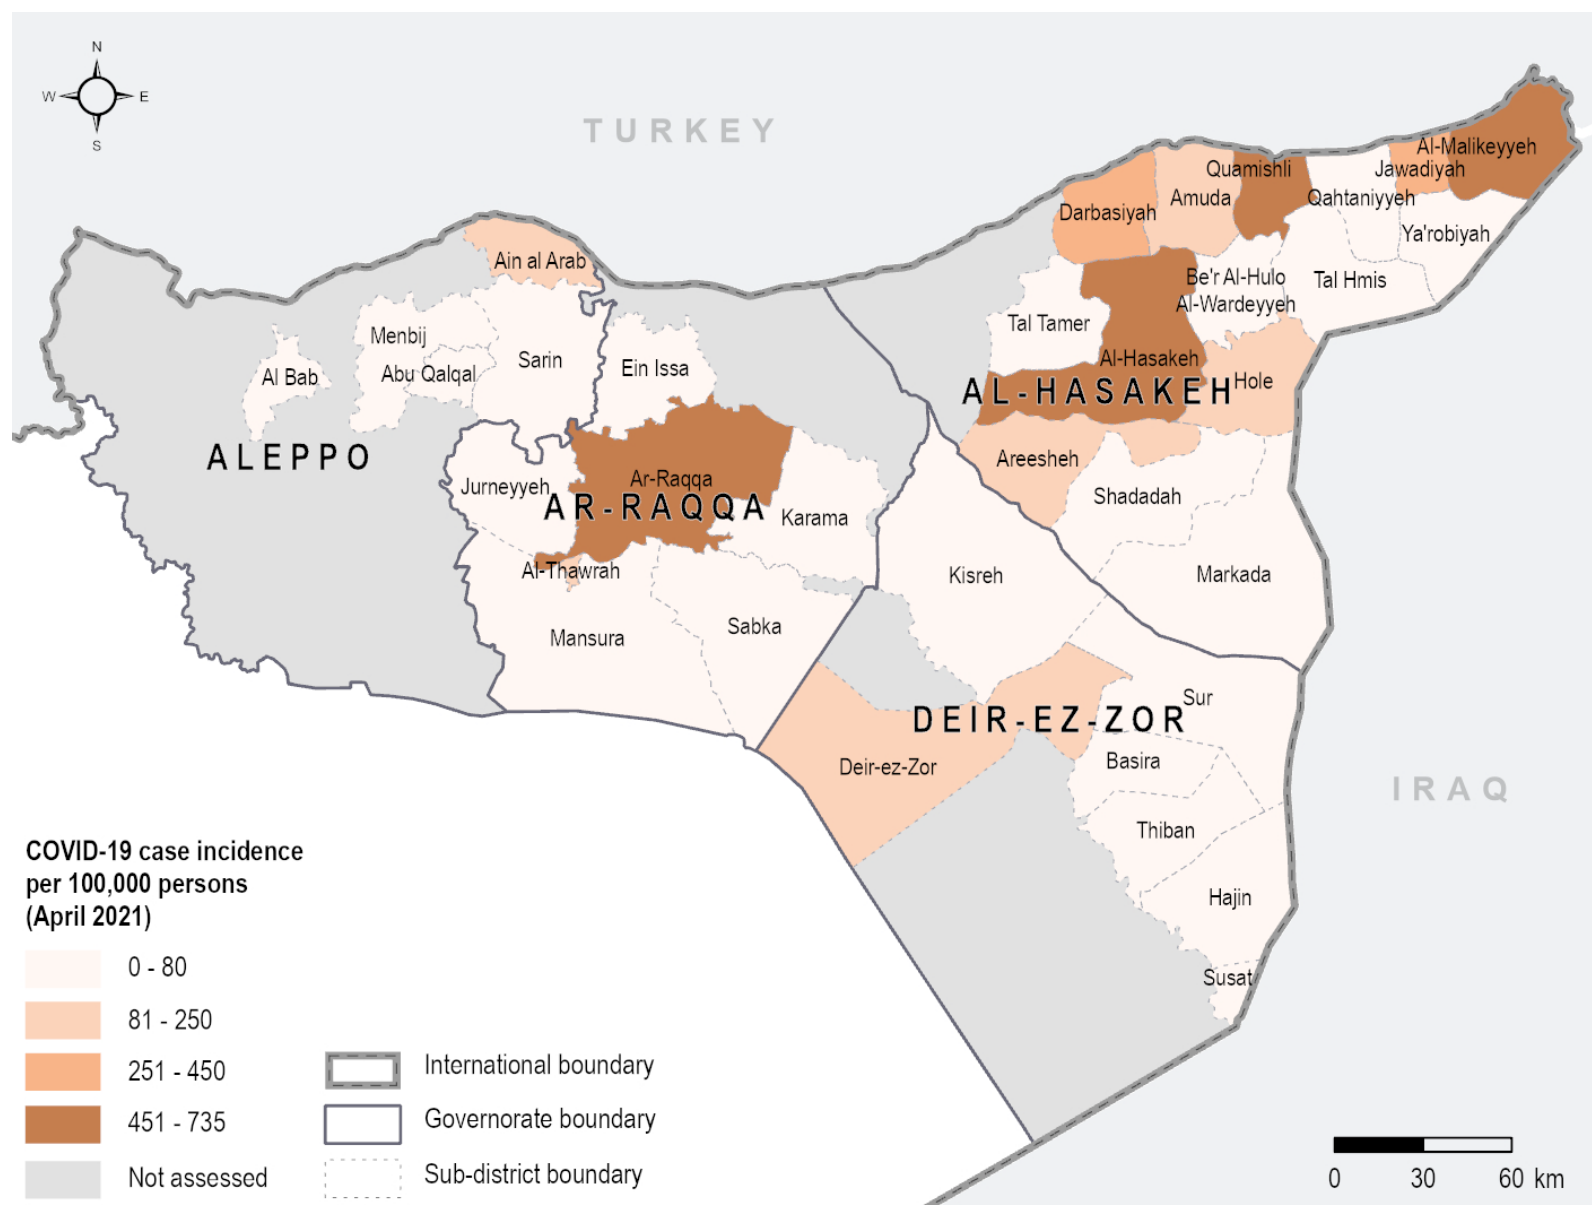 N
W E
S
TURKEY
Al-Malikeyyeh
Quamishli
Jawadiyah
Amuda
Qahtaniyyeh
Darbasiyah
Ya'robiyah
Ain al Arab
Be'r Al-Hulo
Al-Wardeyyeh
Tal Hmis
Tal Tamer
Menbij
Sarin
Al-Hasakeh
Ein Issa
Abu Qalqal
Al Bab
Hole
AL-HASAKEH
ALEPPO
Areesheh
Ar-Raqqa
Jurneyyeh
Shadadah
AR-RAQQA
Karama
Al-Thawrah
Kisreh
Markada
Mansura
Sabka
Sur
DEIR-EZ-ZOR
Deir-ez-Zor
Basira
IRAQ
Thiban
Hajin
Susat
COVID-19 case incidence
per 100,000 persons
(April 2021)
0 - 80
81 - 250
251 - 450
451 - 735
Not assessed
International boundary
Governorate boundary
Sub-district boundary
0 30 60 km